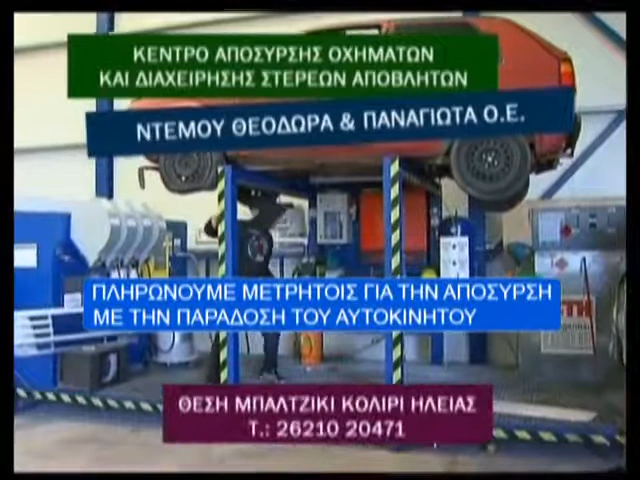 ΚΕΝΤΡΟ ΑΠΟΣΥΡΣΗΣ ΟΧΗΜΑΤΩΝ
ΚΑΙ ΔΙΑΧΕΙΡΗΣΗΣ ΣΤΕΡΕΩΝ ΑΠΟΒΛΗΤΩΝ
ΝΤΕΜΟΥ ΘΕΟΔΩΡΑ & ΠΑΝΑΓΙΩΤΑ Ο.Ε.
ΠΛΗΡΩΝΟΥΜΕ ΜΕΤΡΗΤΟΙΣ ΓΙΑ ΤΗΝ ΑΠΟΣΥΡΣΗ
ΜΕ ΤΗΝ ΠΑΡΑΔΟΣΗ ΤΟΥ ΑΥΤΟΚΙΝΗΤΟΥ
ΘΕΣΗ ΜΠΑΛΤΖΙΚΙ ΚΟΛΙΡΙ ΗΛΕΙΑΣ
Τ.: 26210 20471